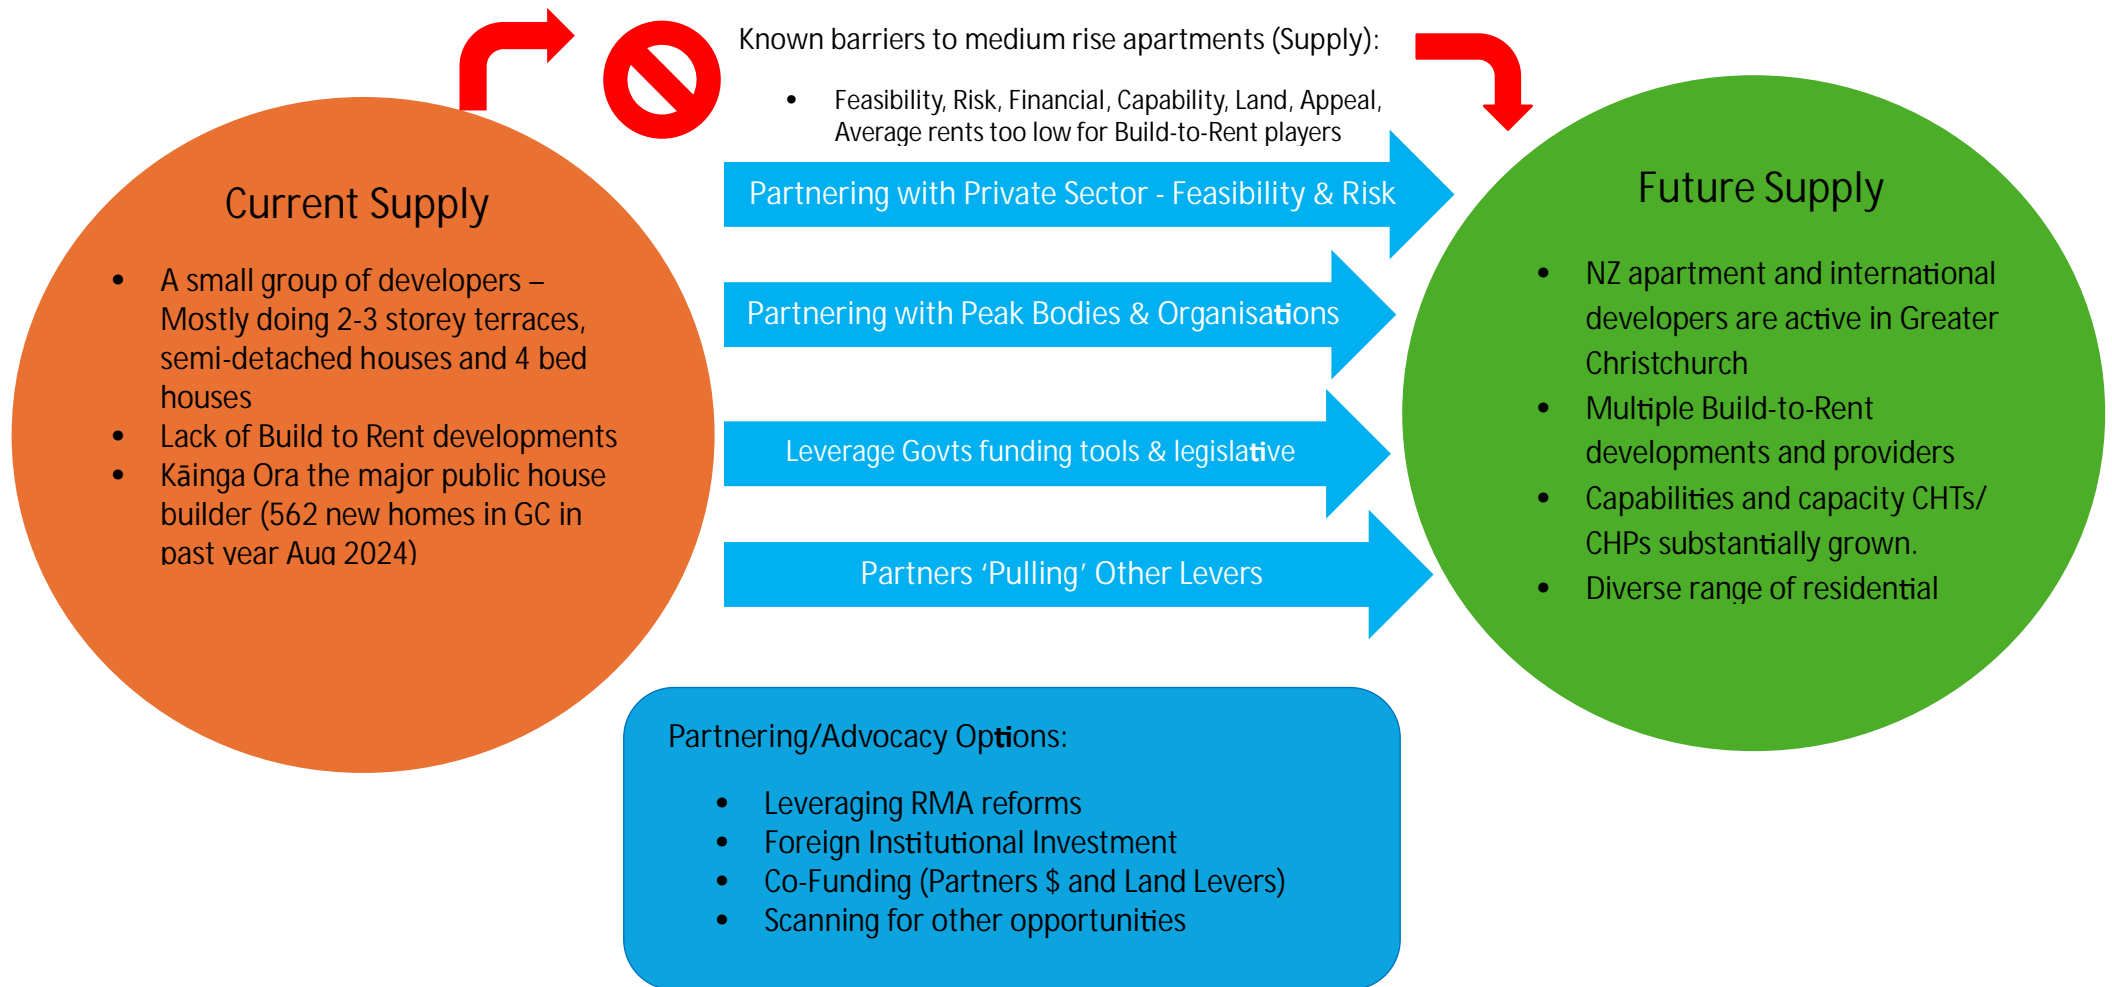 Known barriers to medium rise apartments (Supply):
• Feasibility, Risk, Financial, Capability, Land, Appeal,
Average rents too low for Build-to-Rent players
Current Supply
• A small group of developers –
Mostly doing 2-3 storey terraces,
semi-detached houses and 4 bed
houses
• Lack of Build to Rent developments
• Kāinga Ora the major public house
builder (562 new homes in GC in
past year Aug 2024)
Partnering with Private Sector - Feasibility & Risk
Partnering with Peak Bodies & Organisations
Leverage Govts funding tools & legislative
Partners ‘Pulling’ Other Levers
Future Supply
• NZ apartment and international
developers are active in Greater
Christchurch
• Multiple Build-to-Rent
developments and providers
• Capabilities and capacity CHTs/
CHPs substantially grown.
• Diverse range of residential
Partnering/Advocacy Options:
• Leveraging RMA reforms
• Foreign Institutional Investment
• Co-Funding (Partners $ and Land Levers)
• Scanning for other opportunities